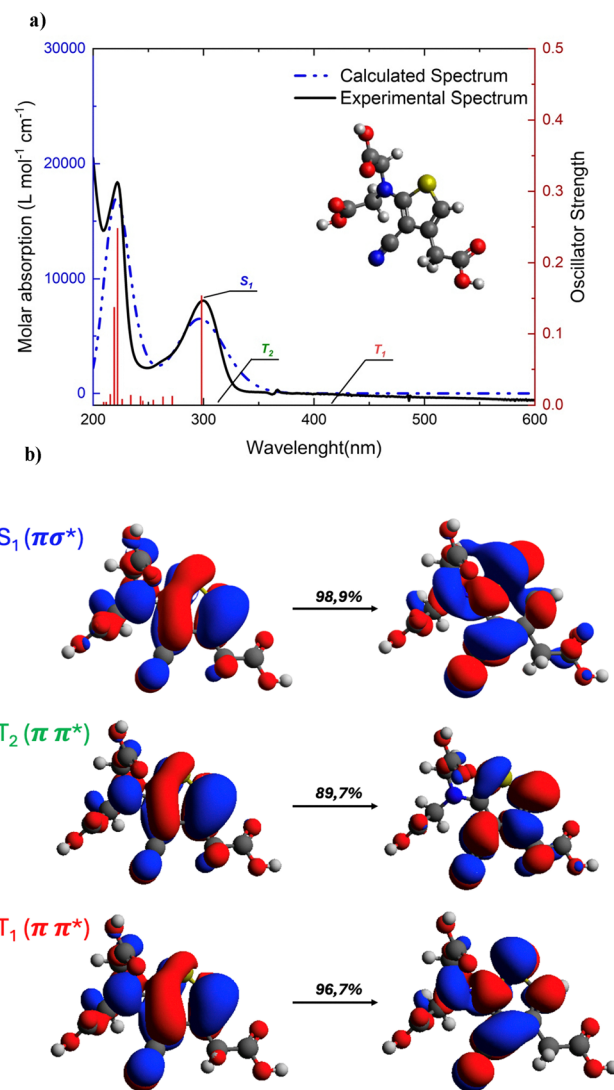 a)
30000
20000
10000
0
Molar absorption (L mol⁻¹ cm⁻¹)
0.5
0.4
0.3
0.2
0.1
0.0
Oscillator Strength
Calculated Spectrum
Experimental Spectrum
S₁
T₂
T₁
200
300
400
500
600
Wavelenght(nm)
b)
S₁ (πσ*)
98,9%
T₂ (π π*)
89,7%
T₁ (π π*)
96,7%